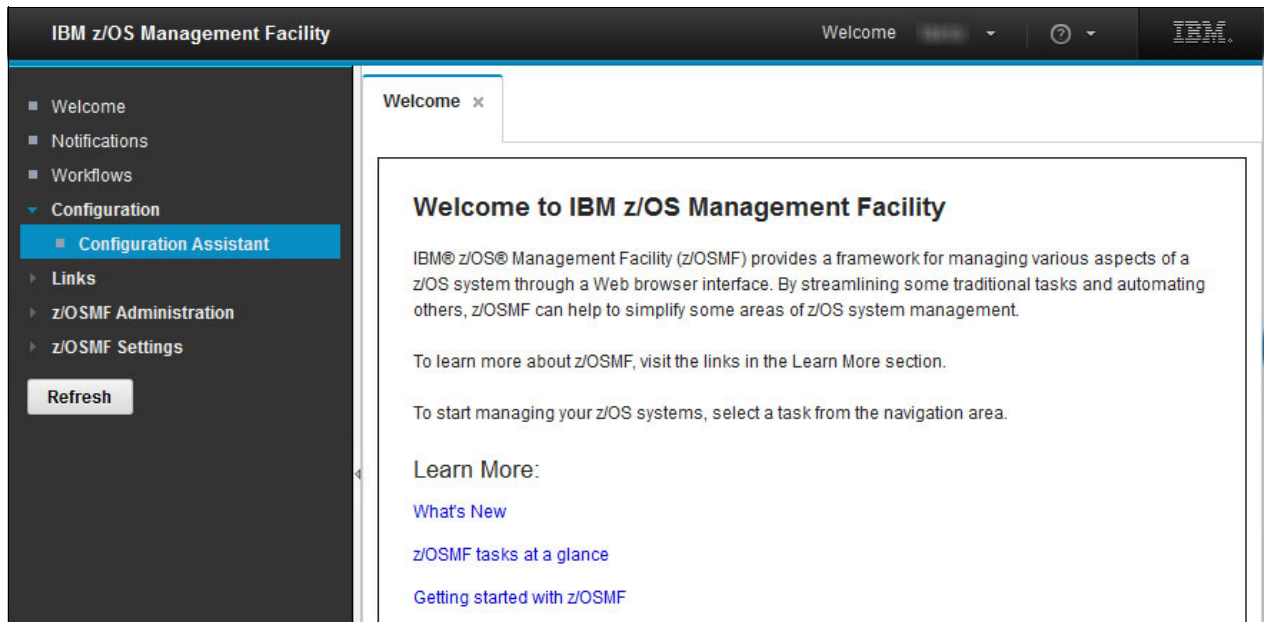 IBM z/OS Management Facility
Welcome
IBM.
Welcome
Notifications
Workflows
Configuration
Configuration Assistant
Links
z/OSMF Administration
z/OSMF Settings
Refresh
Welcome ×
Welcome to IBM z/OS Management Facility
IBM® z/OS® Management Facility (z/OSMF) provides a framework for managing various aspects of a
z/OS system through a Web browser interface. By streamlining some traditional tasks and automating
others, z/OSMF can help to simplify some areas of z/OS system management.
To learn more about z/OSMF, visit the links in the Learn More section.
To start managing your z/OS systems, select a task from the navigation area.
Learn More:
What's New
z/OSMF tasks at a glance
Getting started with z/OSMF